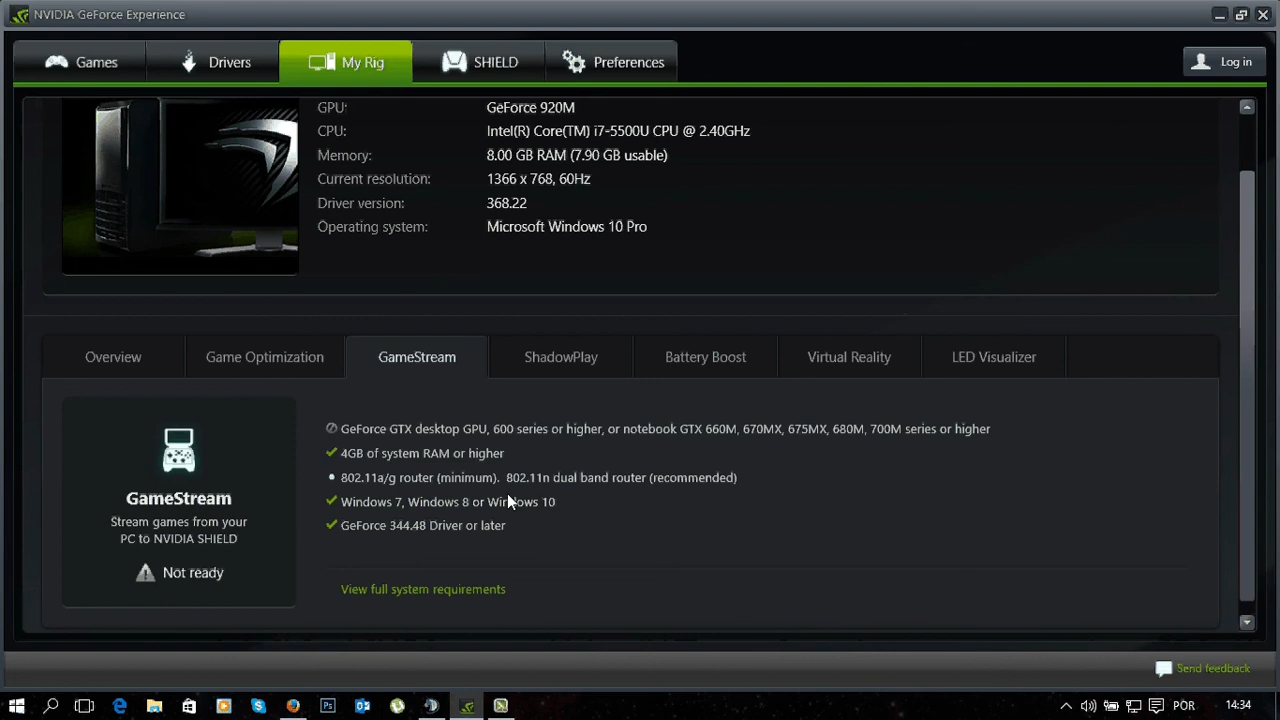 NVIDIA GeForce Experience
Games
Drivers
My Rig
SHIELD
Preferences
Log in
GPU: GeForce 920M
CPU: Intel(R) Core(TM) i7-5500U CPU @ 2.40GHz
Memory: 8.00 GB RAM (7.90 GB usable)
Current resolution: 1366 x 768, 60Hz
Driver version: 368.22
Operating system: Microsoft Windows 10 Pro
Overview
Game Optimization
GameStream
ShadowPlay
Battery Boost
Virtual Reality
LED Visualizer
GameStream
Stream games from your
PC to NVIDIA SHIELD
Not ready
GeForce GTX desktop GPU, 600 series or higher, or notebook GTX 660M, 670MX, 675MX, 680M, 700M series or higher
4GB of system RAM or higher
802.11a/g router (minimum). 802.11n dual band router (recommended)
Windows 7, Windows 8 or Windows 10
GeForce 344.48 Driver or later
View full system requirements
Send feedback
POR
14:34